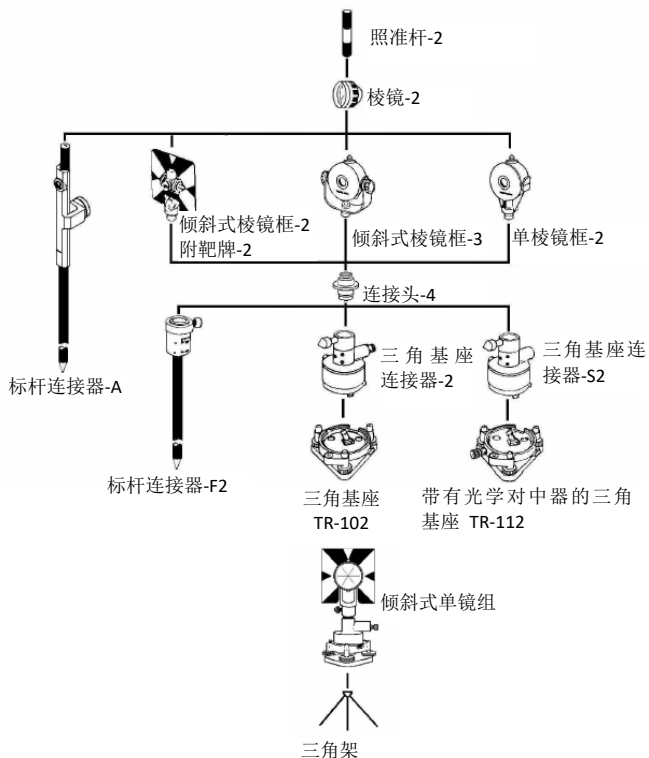 照准杆-2
棱镜-2
倾斜式棱镜框-2
附靶牌-2
倾斜式棱镜框-3
单棱镜框-2
连接头-4
标杆连接器-A
三角基座
连接器-2
三角基座连
接器-S2
标杆连接器-F2
三角基座
TR-102
带有光学对中器的三角
基座 TR-112
倾斜式单镜组
三角架